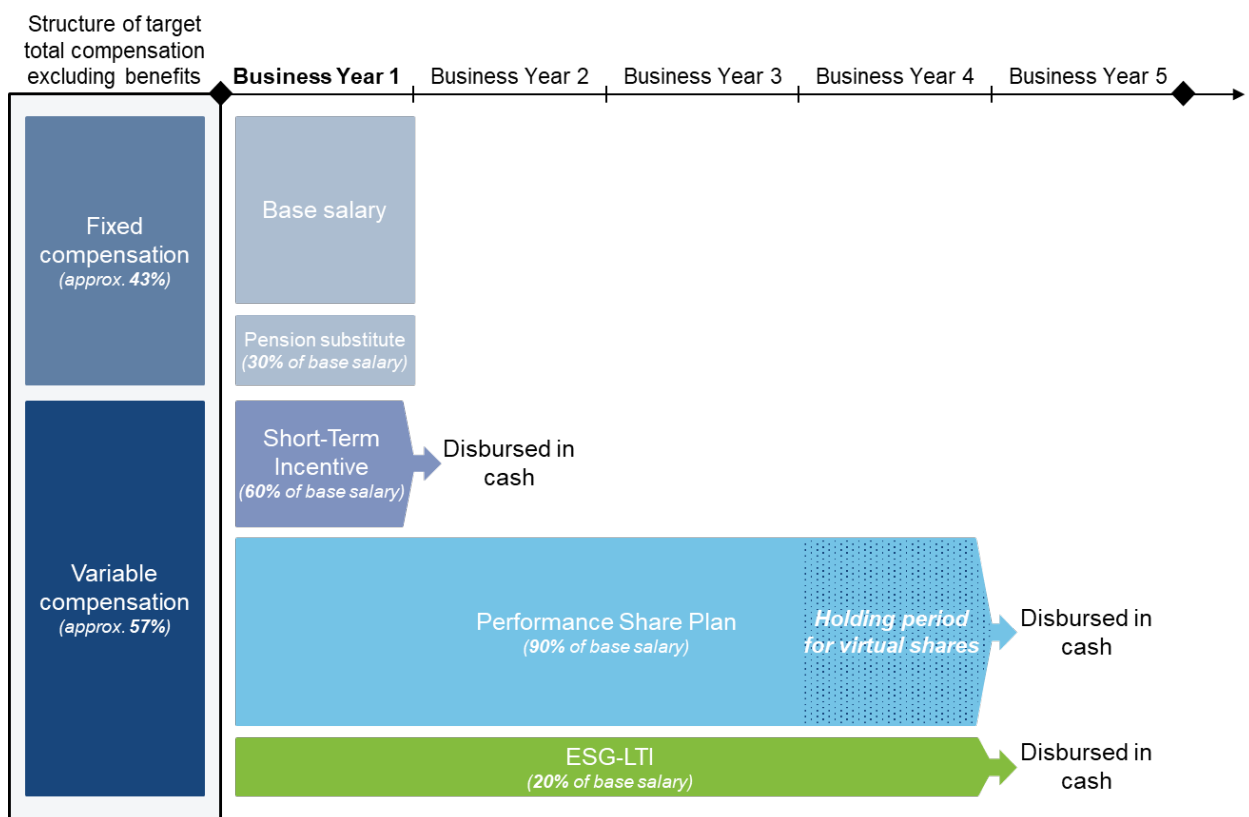 Structure of target
total compensation
excluding benefits
Business Year 1
Business Year 2
Business Year 3
Business Year 4
Business Year 5
Fixed
compensation
(approx. 43%)
Base salary
Pension substitute
(30% of base salary)
Variable
compensation
(approx. 57%)
Short-Term
Incentive
(60% of base salary)
Disbursed in
cash
Performance Share Plan
(90% of base salary)
Holding period
for virtual shares
Disbursed in
cash
ESG-LTI
(20% of base salary)
Disbursed in
cash